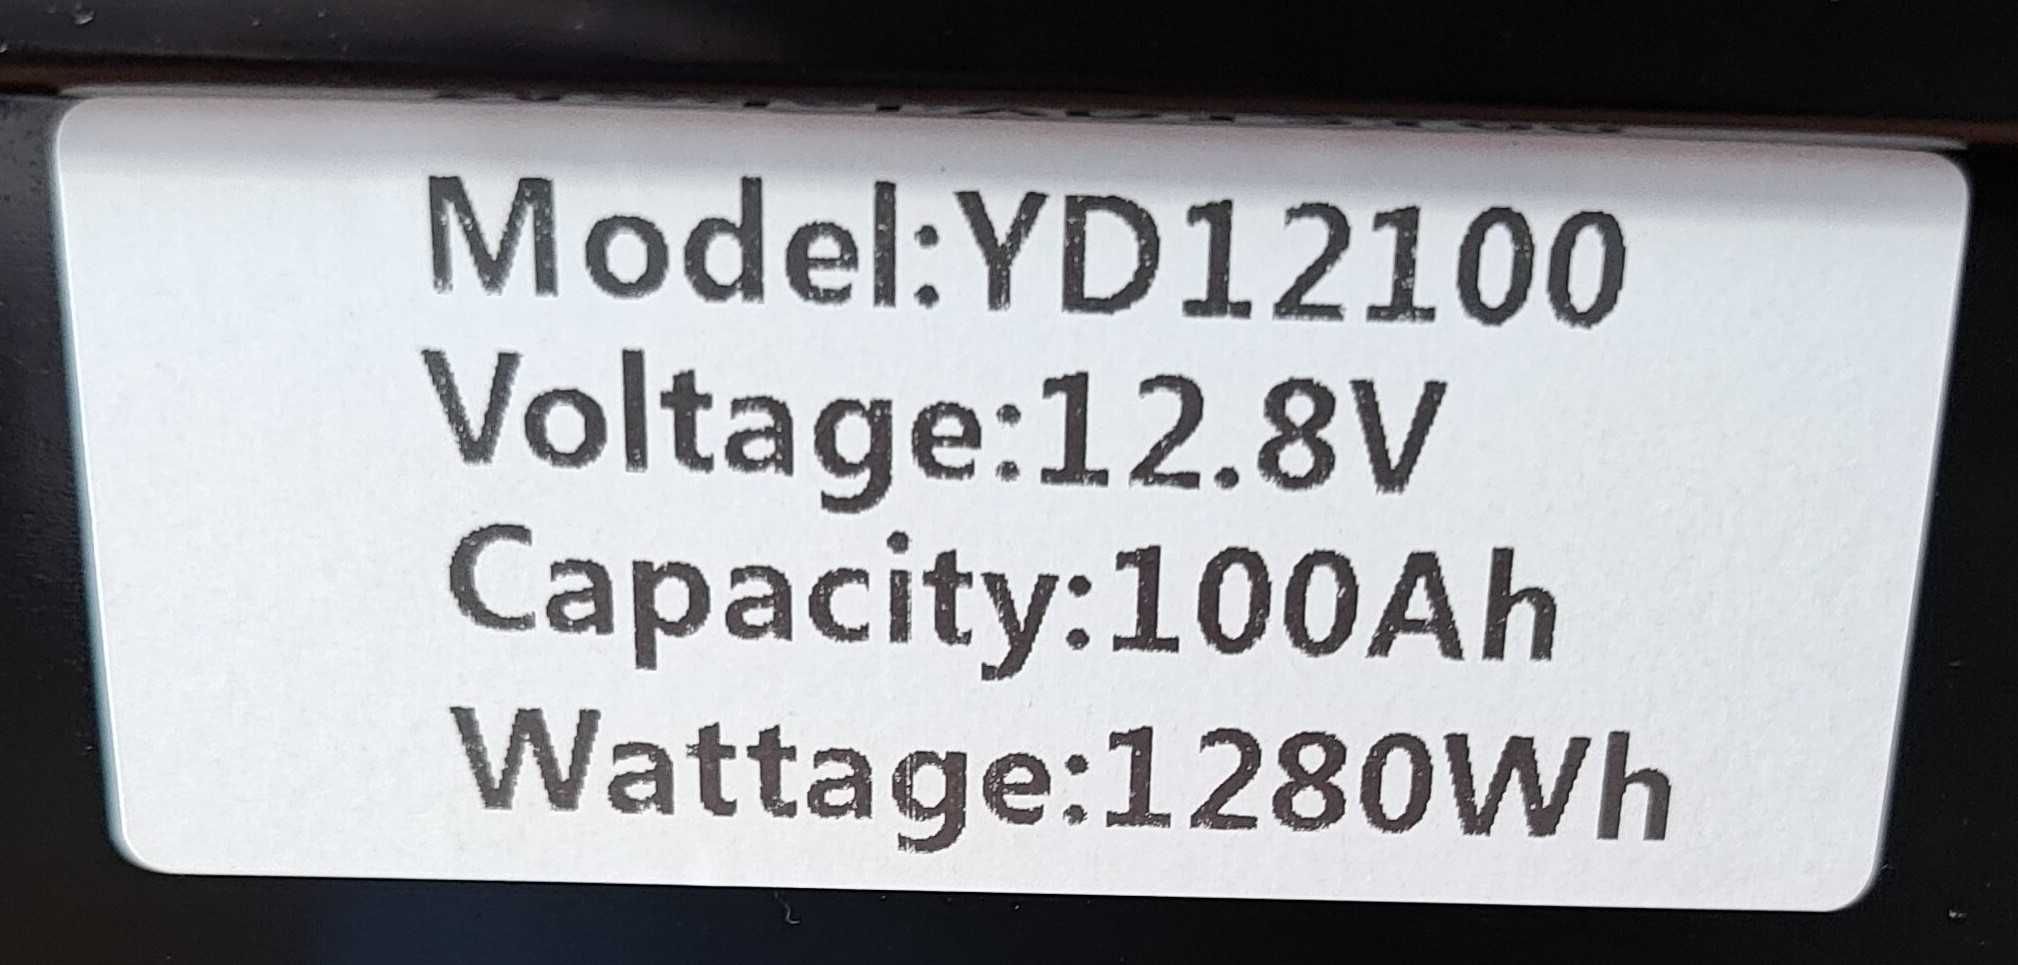 Model:YD12100
Voltage:12.8V
Capacity:100Ah
Wattage:1280Wh